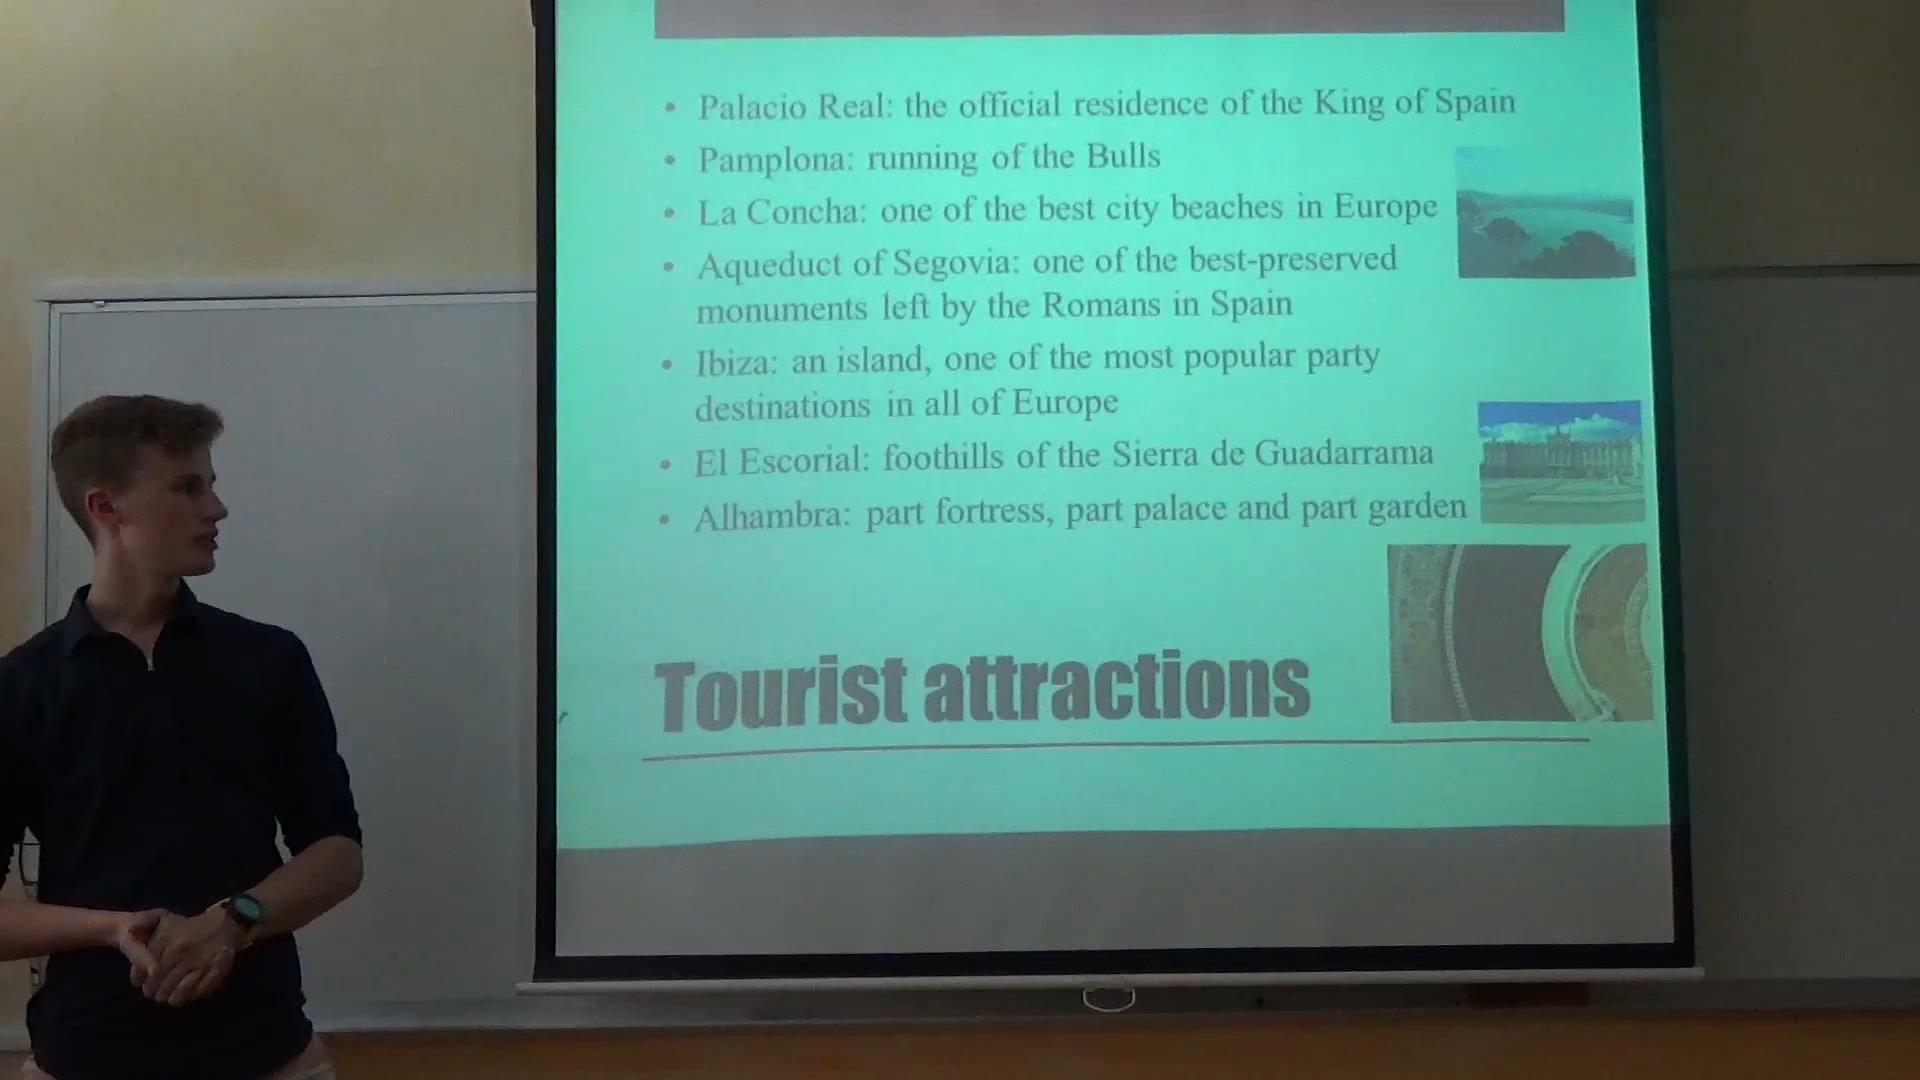 • Palacio Real: the official residence of the King of Spain
• Pamplona: running of the Bulls
• La Concha: one of the best city beaches in Europe
• Aqueduct of Segovia: one of the best-preserved
monuments left by the Romans in Spain
• Ibiza: an island, one of the most popular party
destinations in all of Europe
• El Escorial: foothills of the Sierra de Guadarrama
• Alhambra: part fortress, part palace and part garden
Tourist attractions